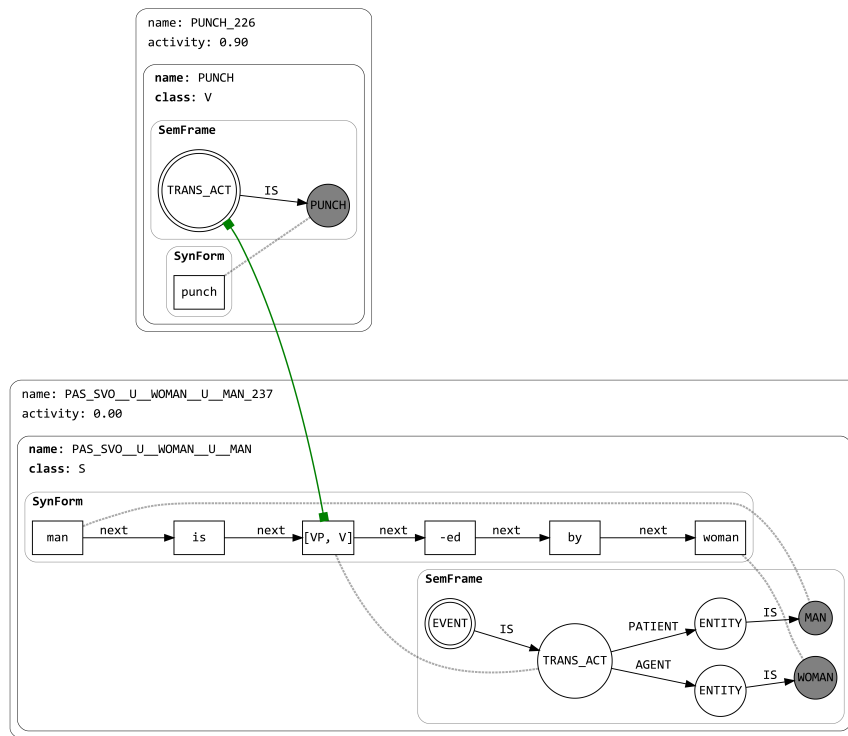 name: PUNCH_226
activity: 0.90
name: PUNCH
class: V
SemFrame
TRANS_ACT
IS
PUNCH
SynForm
punch
name: PAS_SVO__U__WOMAN__U__MAN_237
activity: 0.00
name: PAS_SVO__U__WOMAN__U__MAN
class: S
SynForm
man next is next [VP, V] next -ed next by next woman
SemFrame
EVENT
IS
TRANS_ACT
PATIENT
ENTITY
IS
MAN
AGENT
ENTITY
IS
WOMAN